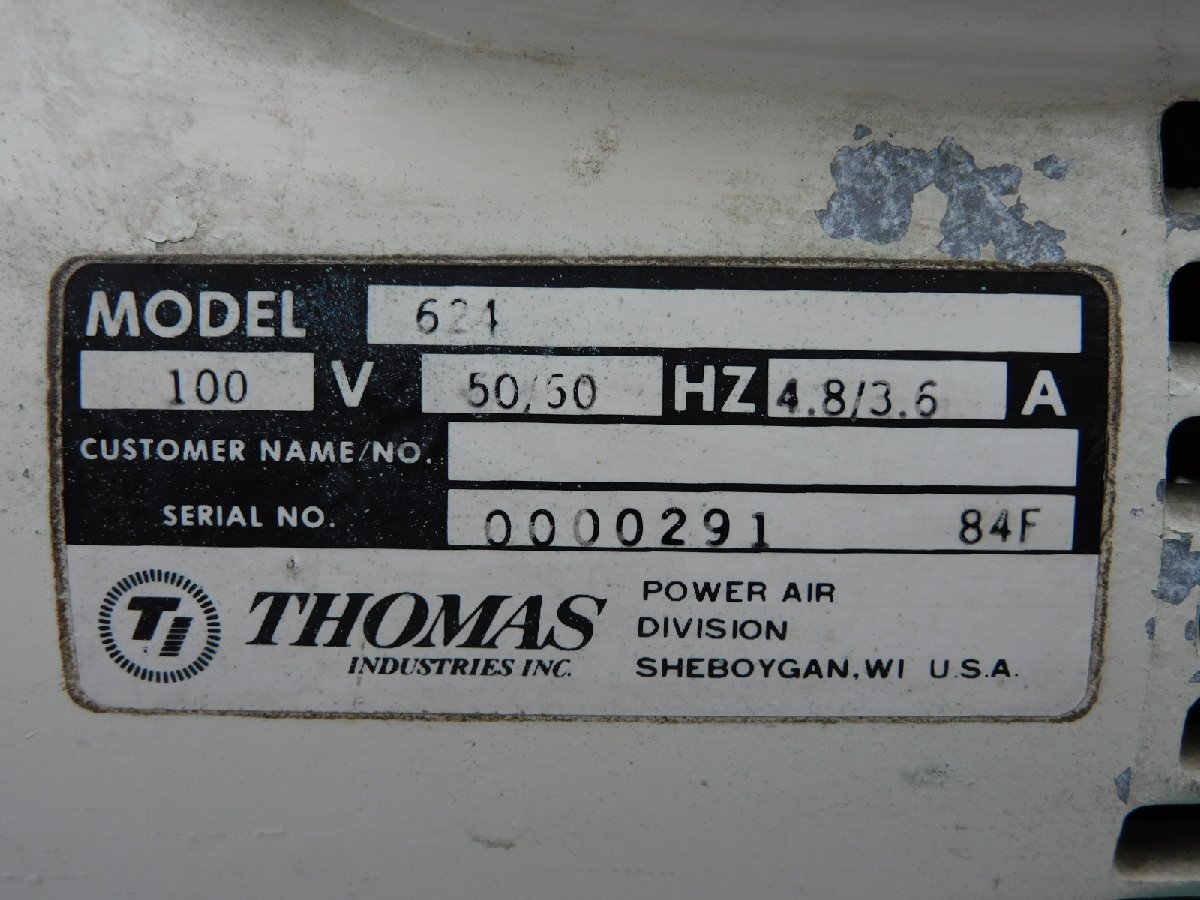 MODEL 624
100 V 50/60 HZ 4.8/3.6 A
CUSTOMER NAME/NO.
SERIAL NO. 0000291 84F
TI THOMAS INDUSTRIES INC.
POWER AIR
DIVISION
SHEBOYGAN, WI U.S.A.